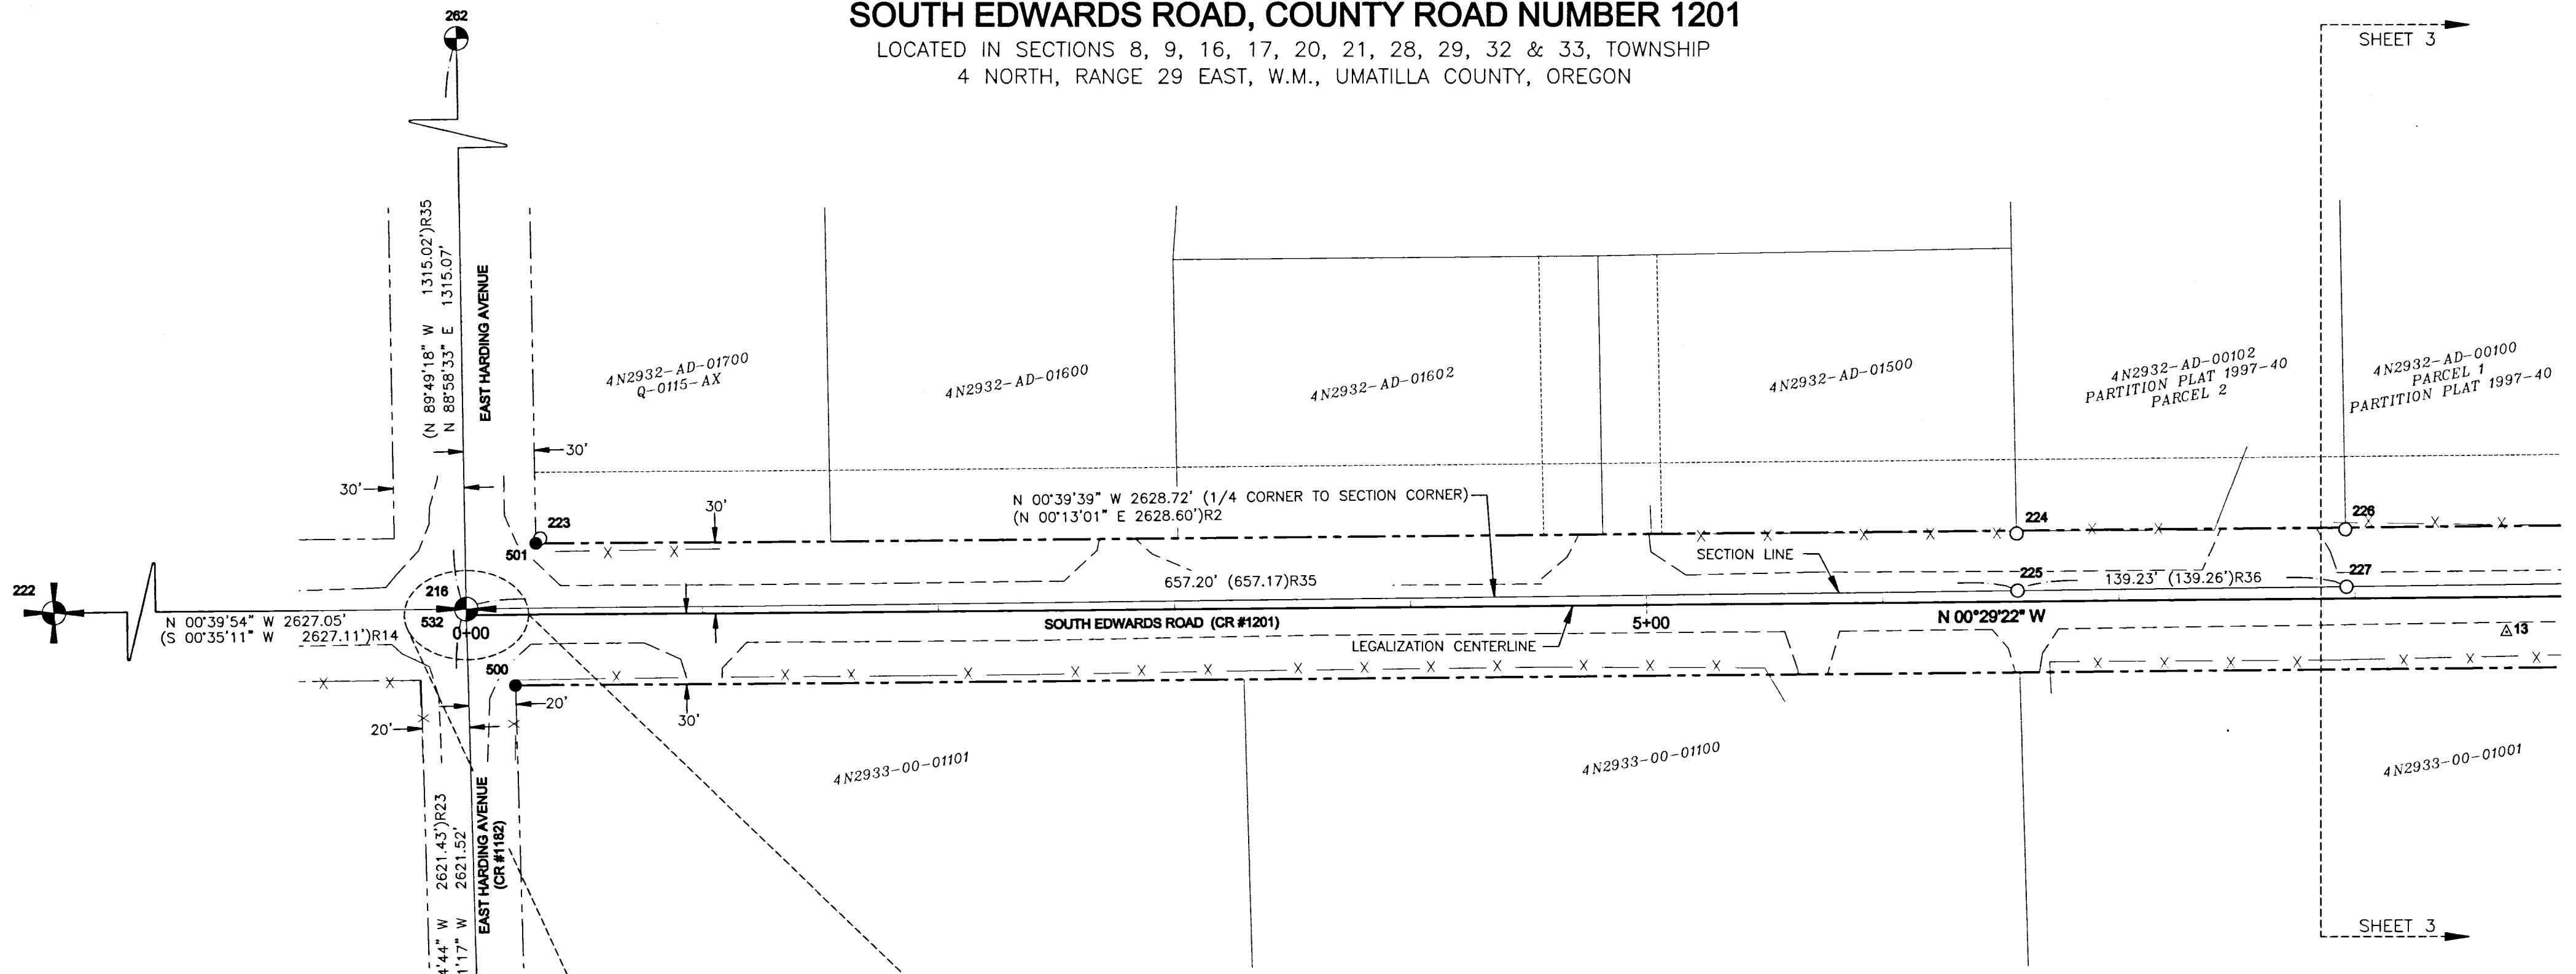 SOUTH EDWARDS ROAD, COUNTY ROAD NUMBER 1201
LOCATED IN SECTIONS 8, 9, 16, 17, 20, 21, 28, 29, 32 & 33, TOWNSHIP
4 NORTH, RANGE 29 EAST, W.M., UMATILLA COUNTY, OREGON
262
SHEET 3
(N 89°49'18" W 1315.02')R35
N 88°58'33" E 1315.07'
EAST HARDING AVENUE
4N2932-AD-01700
Q-0115-AX
4N2932-AD-01600
4N2932-AD-01602
4N2932-AD-01500
4N2932-AD-00102
PARTITION PLAT 1997-40
PARCEL 2
4N2932-AD-00100
PARCEL 1
PARTITION PLAT 1997-40
30'
30'
30'
N 00°39'39" W 2628.72' (1/4 CORNER TO SECTION CORNER)
(N 00°13'01" E 2628.60')R2
223
501
224
226
SECTION LINE
657.20' (657.17)R35
225
139.23' (139.26')R36
227
222
216
532
0+00
N 00°39'54" W 2627.05'
(S 00°35'11" W 2627.11')R14
SOUTH EDWARDS ROAD (CR #1201)
5+00
N 00°29'22" W
LEGALIZATION CENTERLINE
13
500
20'
20'
30'
4N2933-00-01101
4N2933-00-01100
4N2933-00-01001
4'44" W 2621.43')R23
1'17" W 2621.52'
EAST HARDING AVENUE
(CR #1182)
SHEET 3